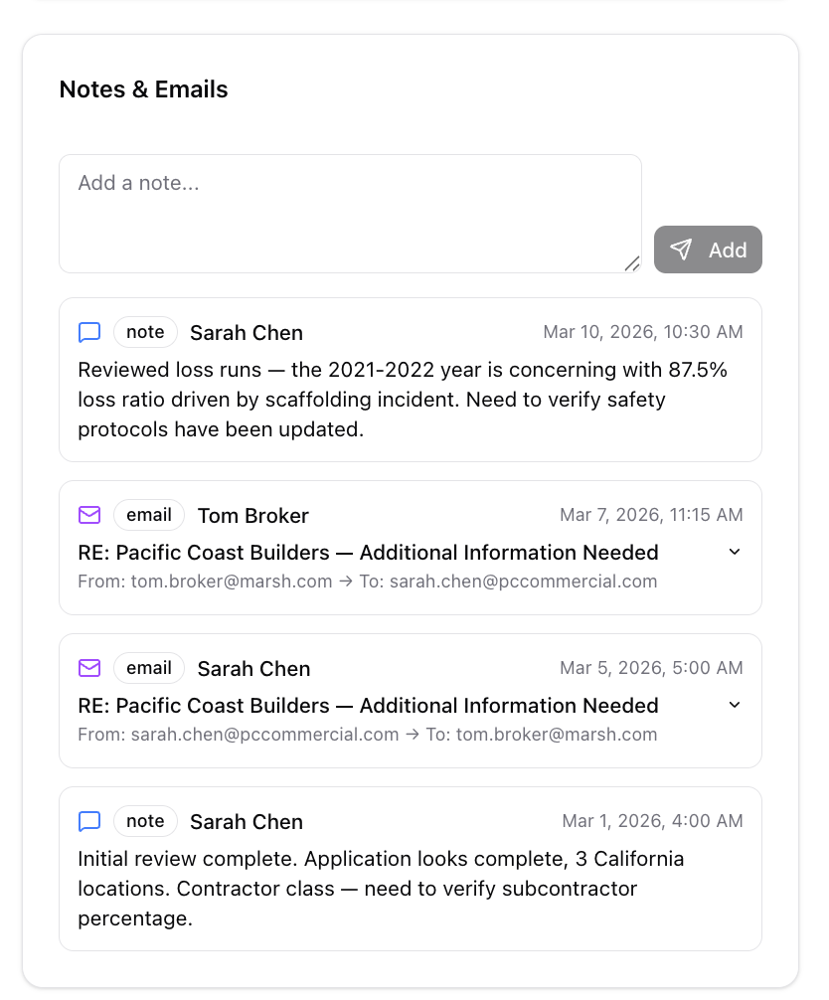 Notes & Emails
Add a note...
Add
note Sarah Chen Mar 10, 2026, 10:30 AM
Reviewed loss runs — the 2021-2022 year is concerning with 87.5%
loss ratio driven by scaffolding incident. Need to verify safety
protocols have been updated.
email Tom Broker Mar 7, 2026, 11:15 AM
RE: Pacific Coast Builders — Additional Information Needed
From: tom.broker@marsh.com → To: sarah.chen@pccommercial.com
email Sarah Chen Mar 5, 2026, 5:00 AM
RE: Pacific Coast Builders — Additional Information Needed
From: sarah.chen@pccommercial.com → To: tom.broker@marsh.com
note Sarah Chen Mar 1, 2026, 4:00 AM
Initial review complete. Application looks complete, 3 California
locations. Contractor class — need to verify subcontractor
percentage.